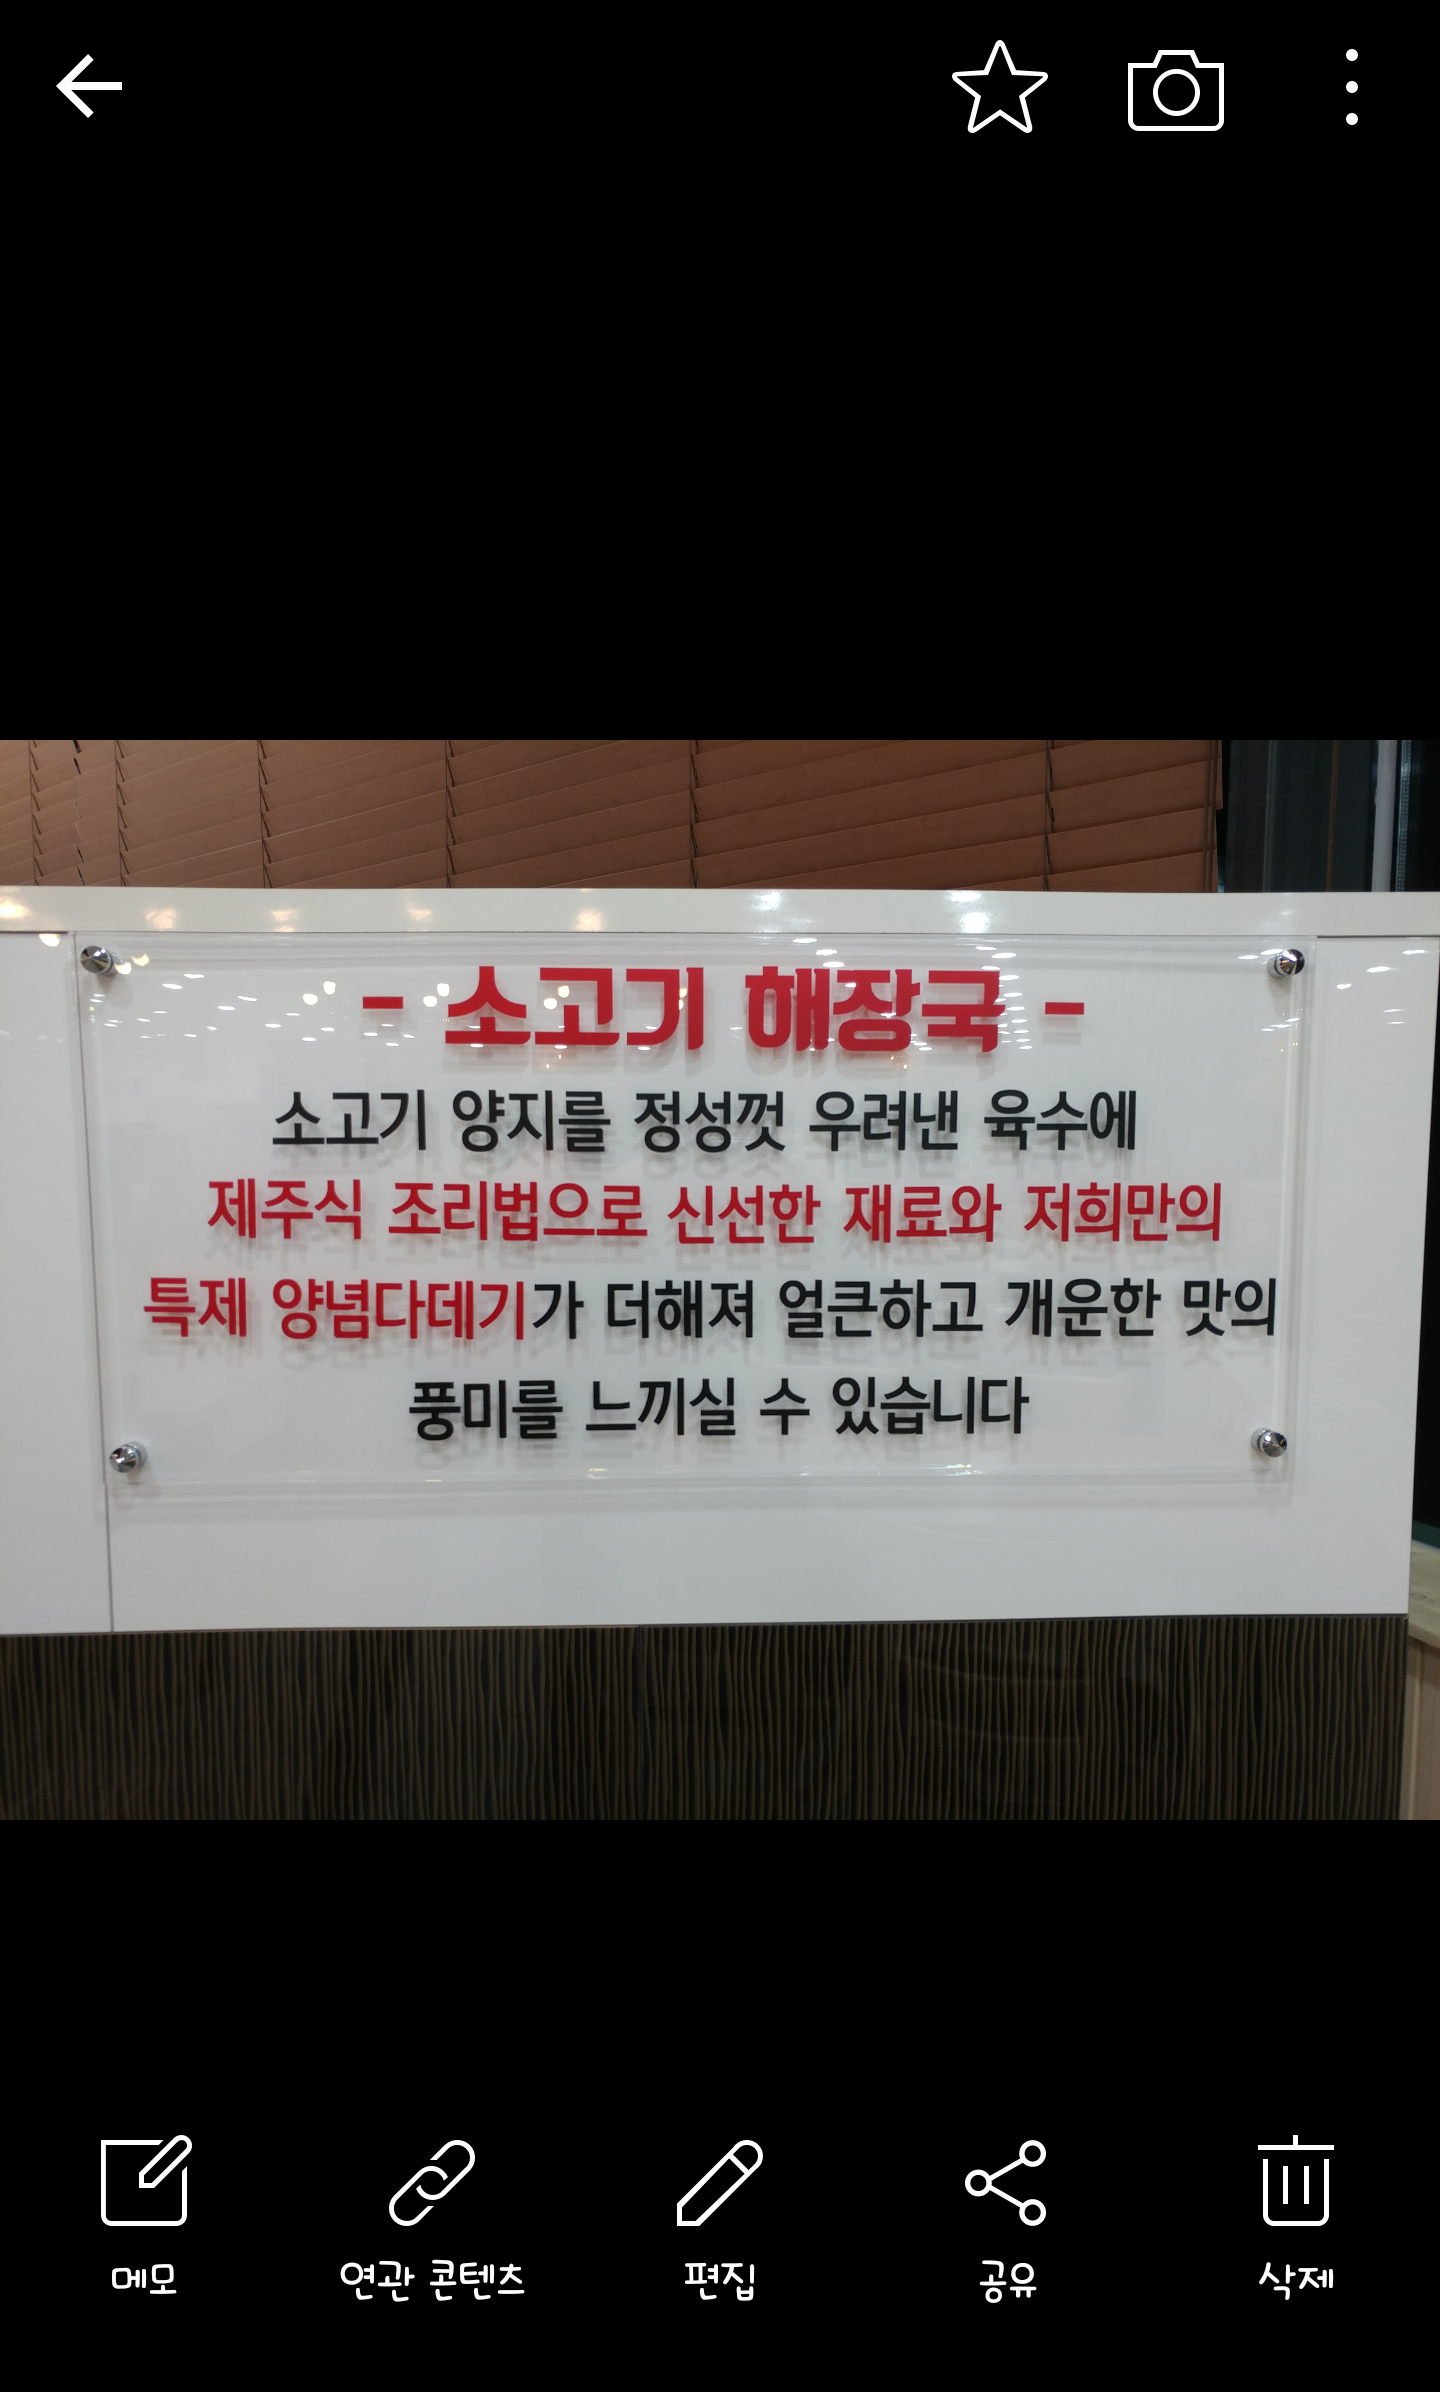 - 소고기 해장국 -
소고기 양지를 정성껏 우려낸 육수에
제주식 조리법으로 신선한 재료와 저희만의
특제 양념다데기가 더해져 얼큰하고 개운한 맛의
풍미를 느끼실 수 있습니다
메모 연관 콘텐츠 편집 공유 삭제